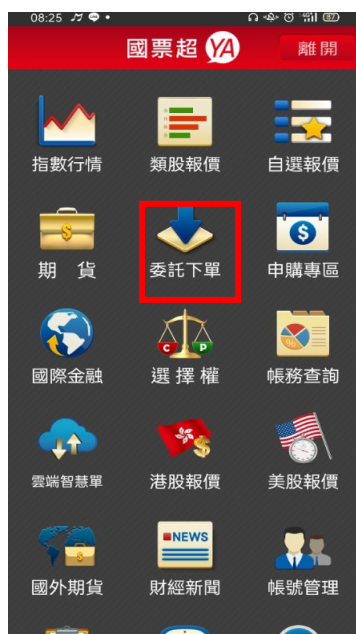 08:25
87
國票超YA
離開
指數行情 類股報價 自選報價
$ $
期 貨 委託下單 申購專區
C P
國際金融 選擇權 帳務查詢
$
雲端智慧單 港股報價 美股報價
NEWS
國外期貨 財經新聞 帳號管理